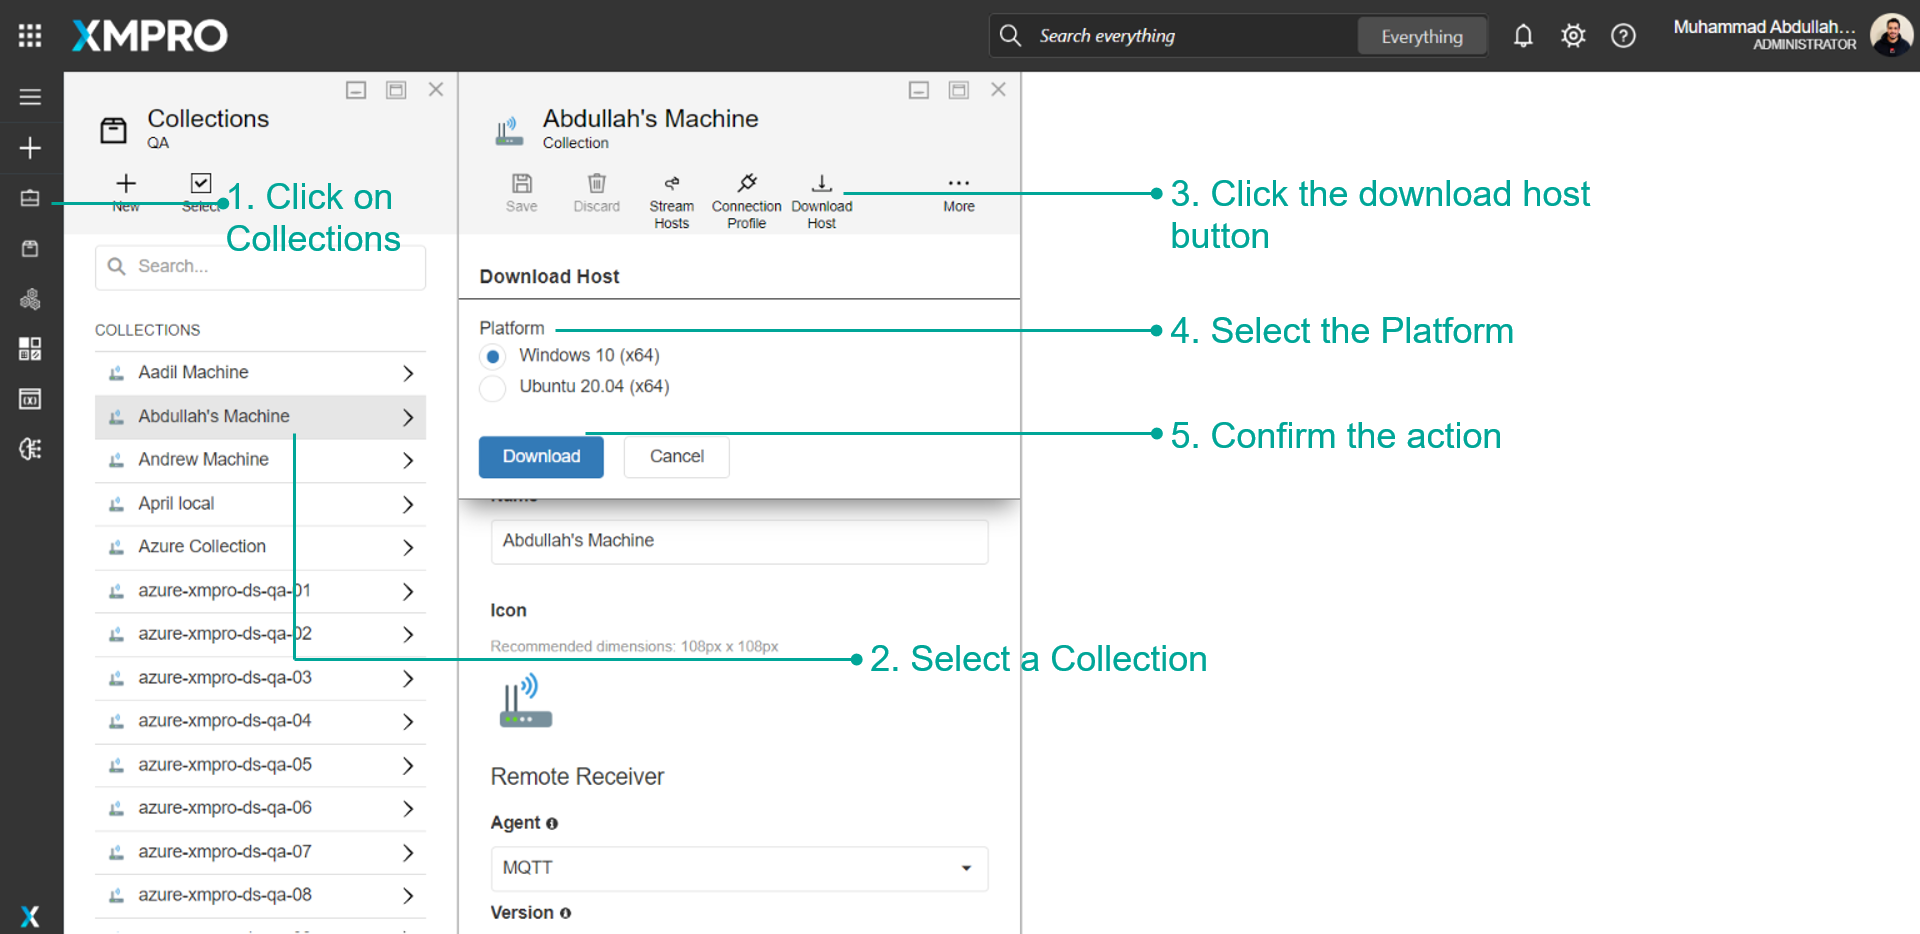 XMPRO
Search everything
Everything
Muhammad Abdullah...
ADMINISTRATOR
Collections
QA
New
Select
1. Click on
Collections
Search...
COLLECTIONS
Aadil Machine
Abdullah's Machine
Andrew Machine
April local
Azure Collection
azure-xmpro-ds-qa-01
azure-xmpro-ds-qa-02
azure-xmpro-ds-qa-03
azure-xmpro-ds-qa-04
azure-xmpro-ds-qa-05
azure-xmpro-ds-qa-06
azure-xmpro-ds-qa-07
azure-xmpro-ds-qa-08
Abdullah's Machine
Collection
Save
Discard
Stream
Hosts
Connection
Profile
Download
Host
More
3. Click the download host
button
Download Host
Platform
4. Select the Platform
Windows 10 (x64)
Ubuntu 20.04 (x64)
5. Confirm the action
Download
Cancel
Name
Abdullah's Machine
Icon
Recommended dimensions: 108px x 108px
2. Select a Collection
Remote Receiver
Agent
MQTT
Version